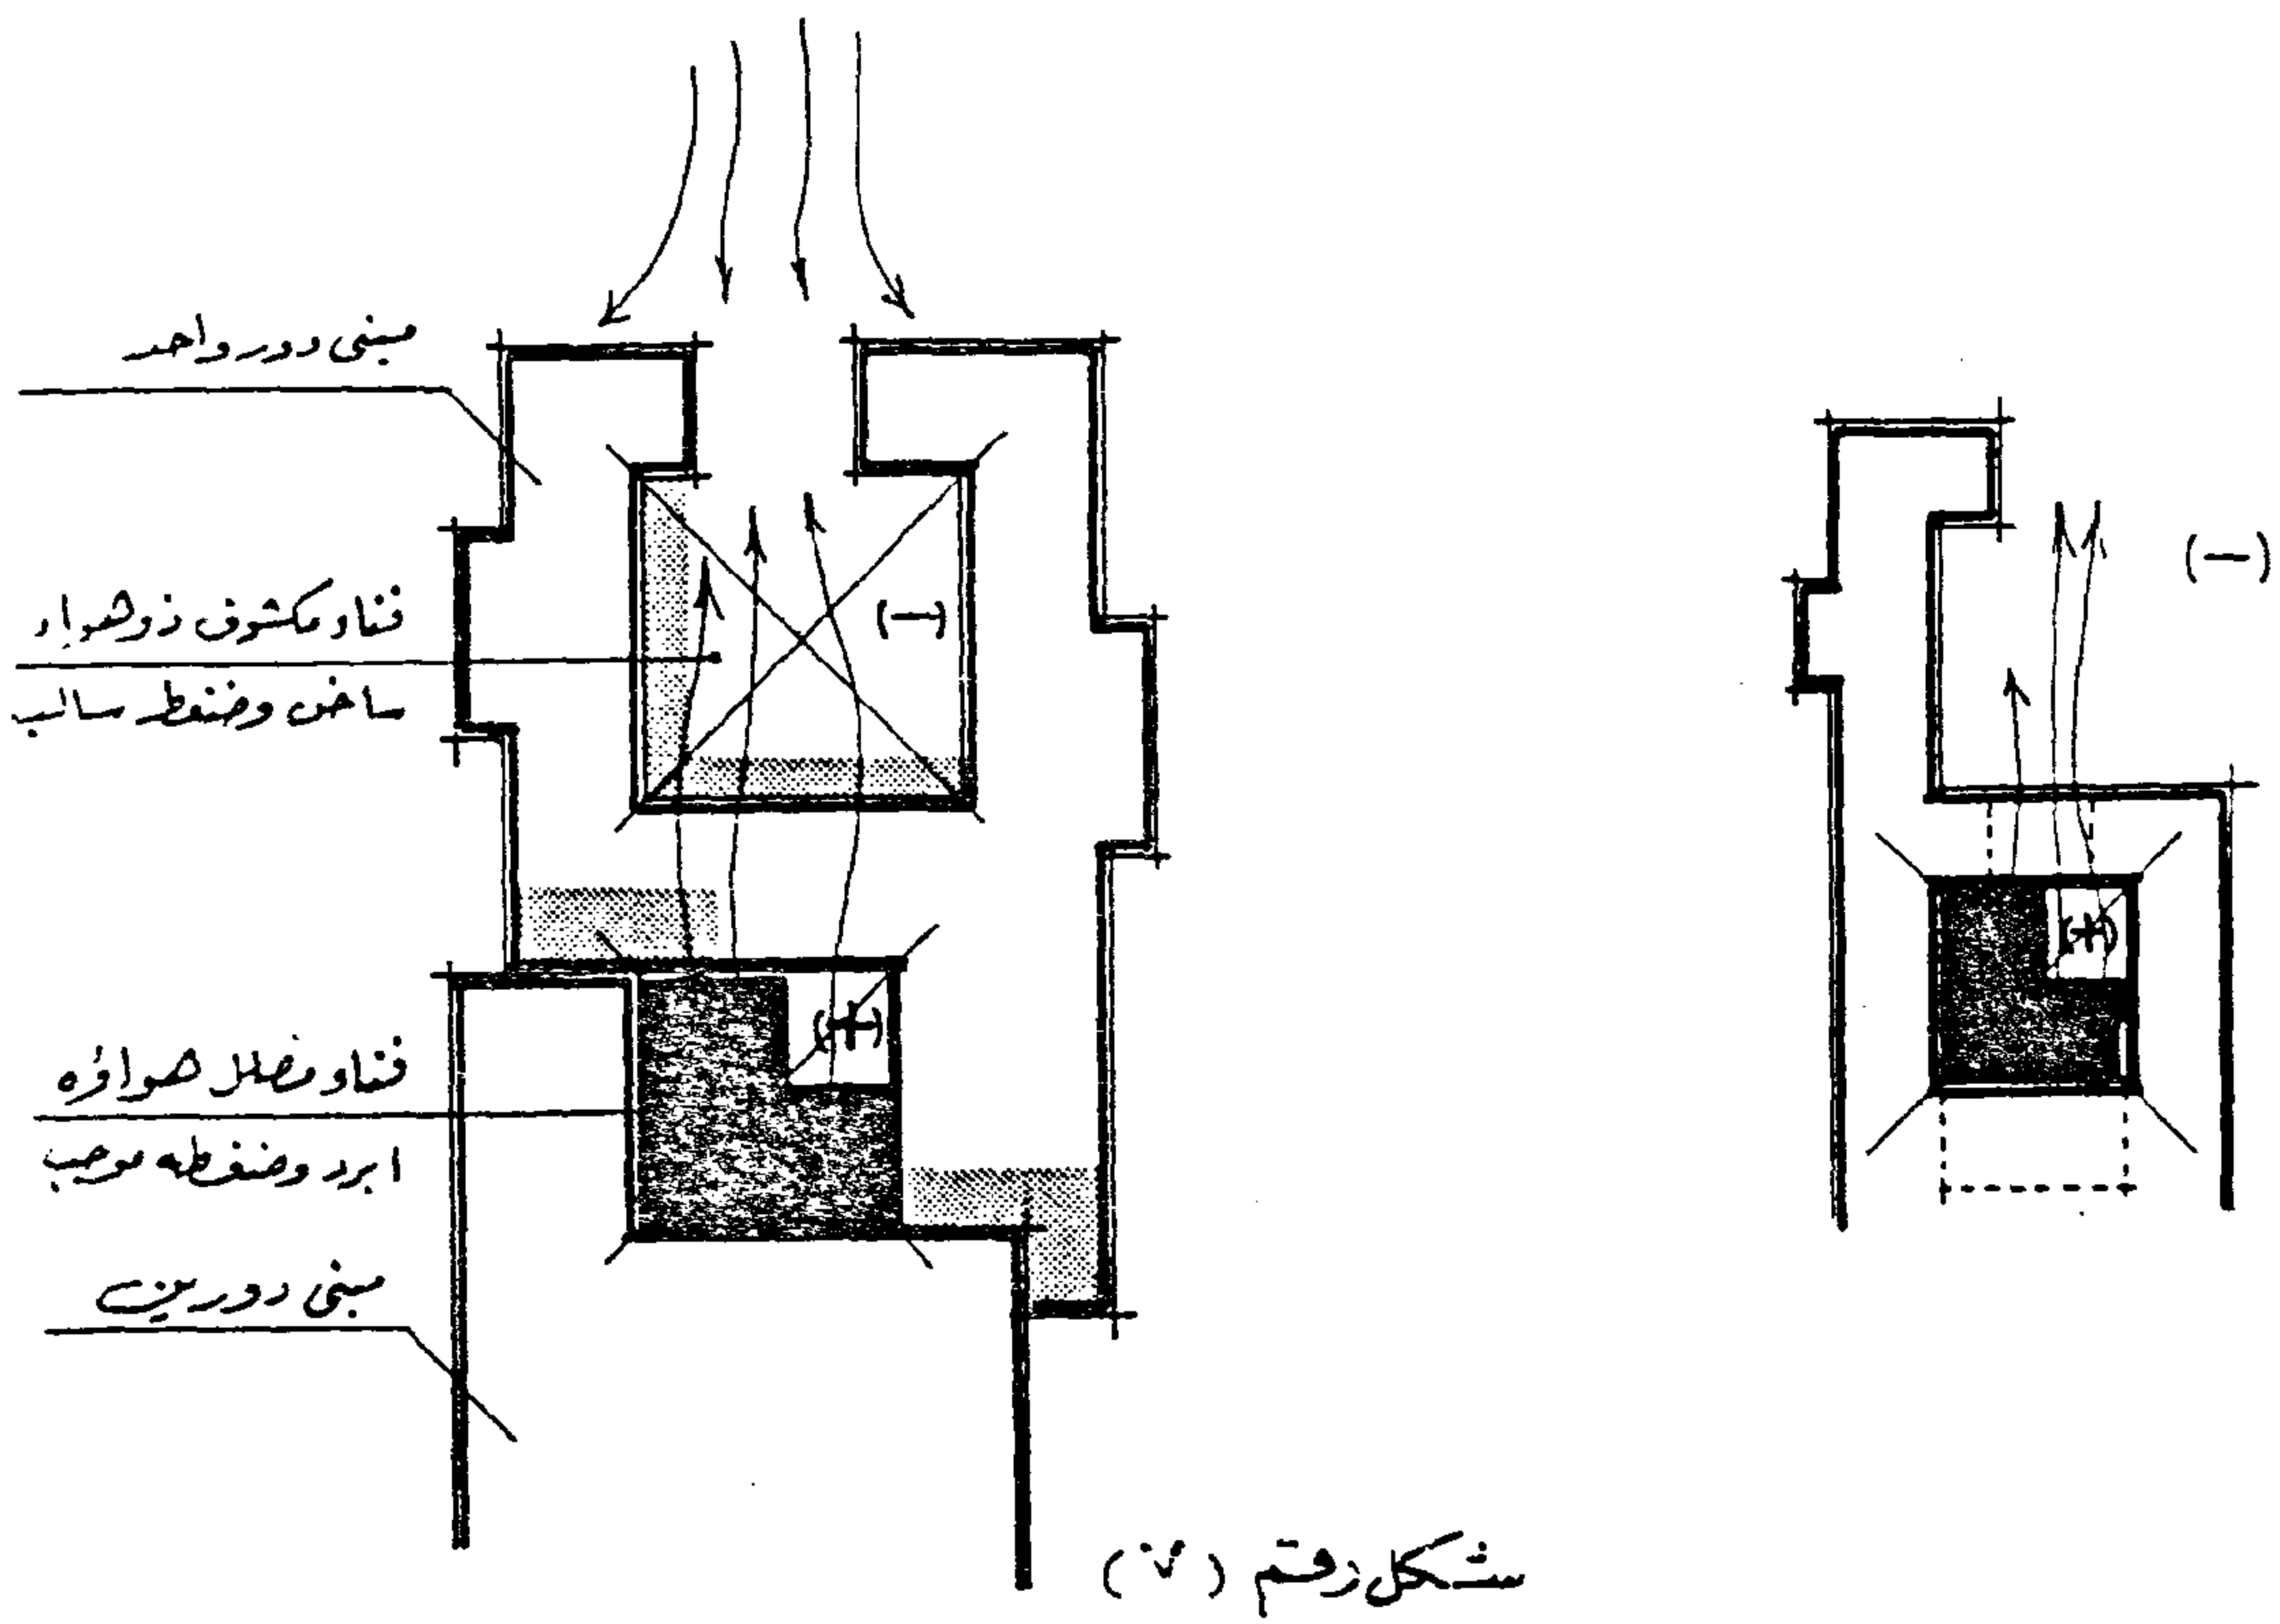 مبنى دور واحد
(—)
فناء مكشوف ذو هواء
(—)
ساخن وضغط سالب
(+)
(+)
فناء مظلل هواؤه
ابرد وضغطه موجب
مبنى دورين
شكل رقم (٧)